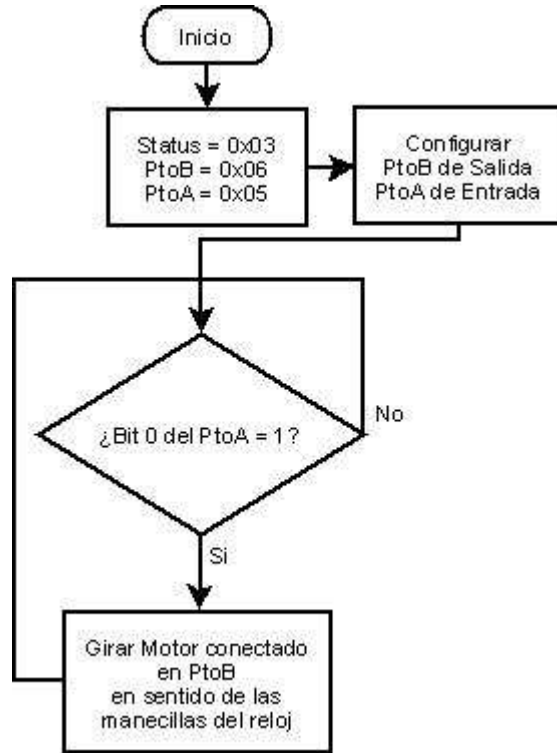 Inicio
Status = 0x03
PtoB = 0x06
PtoA = 0x05
Configurar
PtoB de Salida
PtoA de Entrada
¿Bit 0 del PtoA = 1?
No
Si
Girar Motor conectado
en PtoB
en sentido de las
manecillas del reloj